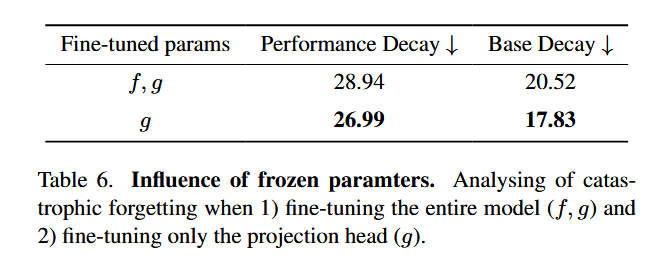 Fine-tuned params Performance Decay ↓ Base Decay ↓
f, g 28.94 20.52
g 26.99 17.83
Table 6. Influence of frozen paramters. Analysing of catas-
trophic forgetting when 1) fine-tuning the entire model (f, g) and
2) fine-tuning only the projection head (g).